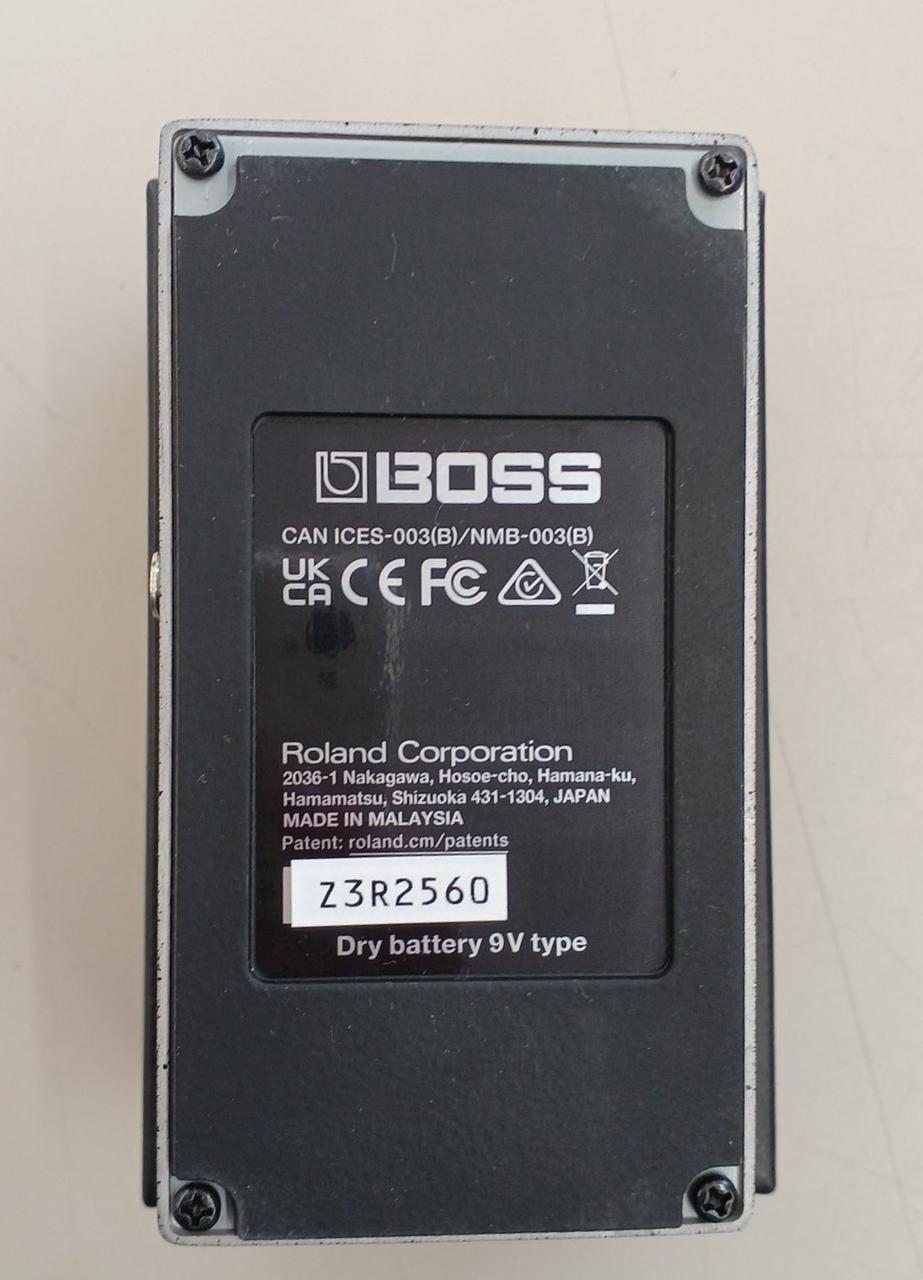 BOSS
CAN ICES-003(B)/NMB-003(B)
UK CA CE FC
Roland Corporation
2036-1 Nakagawa, Hosoe-cho, Hamana-ku,
Hamamatsu, Shizuoka 431-1304, JAPAN
MADE IN MALAYSIA
Patent: roland.cm/patents
Z3R2560
Dry battery 9V type